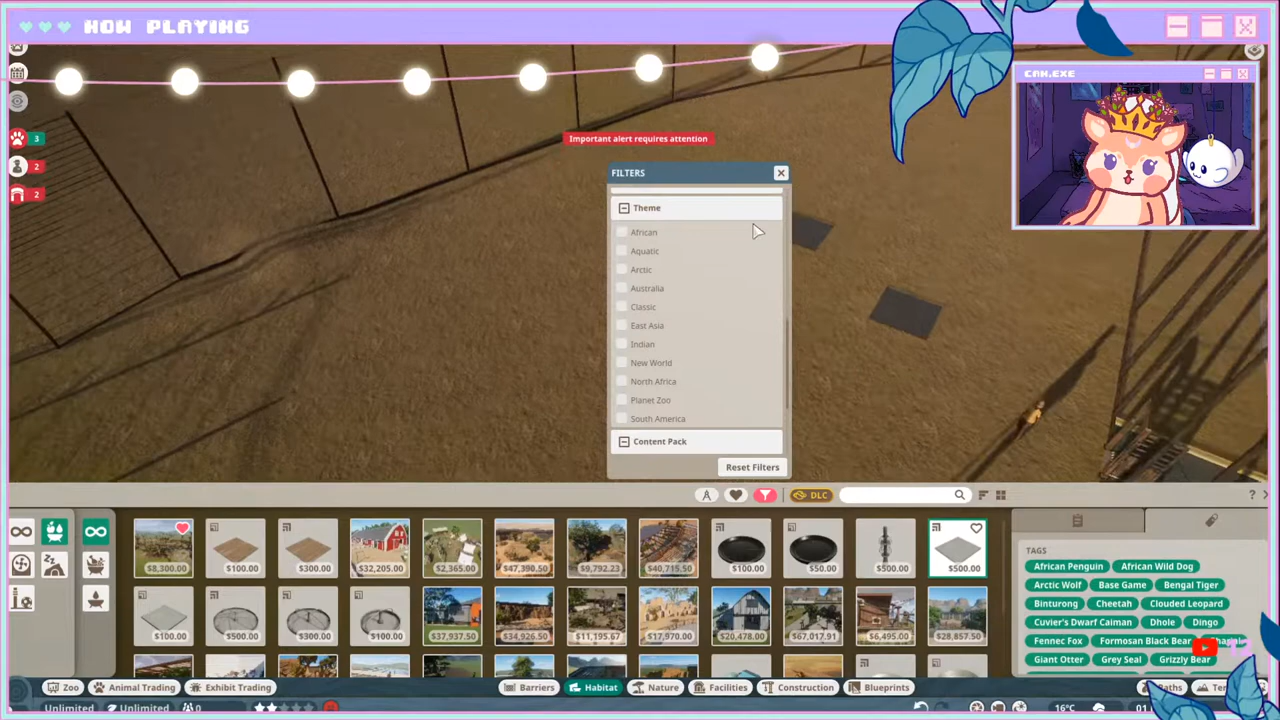 NOW PLAYING
CAM.EXE
3
2
2
Important alert requires attention
FILTERS
Theme
African
Aquatic
Arctic
Australia
Classic
East Asia
Indian
New World
North Africa
Planet Zoo
South America
Content Pack
Reset Filters
DLC
?
$8,300.00
$100.00
$300.00
$32,205.00
$2,365.00
$47,390.50
$9,792.23
$40,715.50
$100.00
$50.00
$500.00
$500.00
$100.00
$500.00
$300.00
$100.00
$37,937.50
$34,926.50
$11,195.67
$17,970.00
$20,478.00
$67,017.91
$6,495.00
$28,857.50
TAGS
African Penguin African Wild Dog
Arctic Wolf Base Game Bengal Tiger
Binturong Cheetah Clouded Leopard
Cuvier's Dwarf Caiman Dhole Dingo
Fennec Fox Formosan Black Bear
Giant Otter Grey Seal Grizzly Bear
Zoo Animal Trading Exhibit Trading Barriers Habitat Nature Facilities Construction Blueprints
Unlimited Unlimited 0 16°C